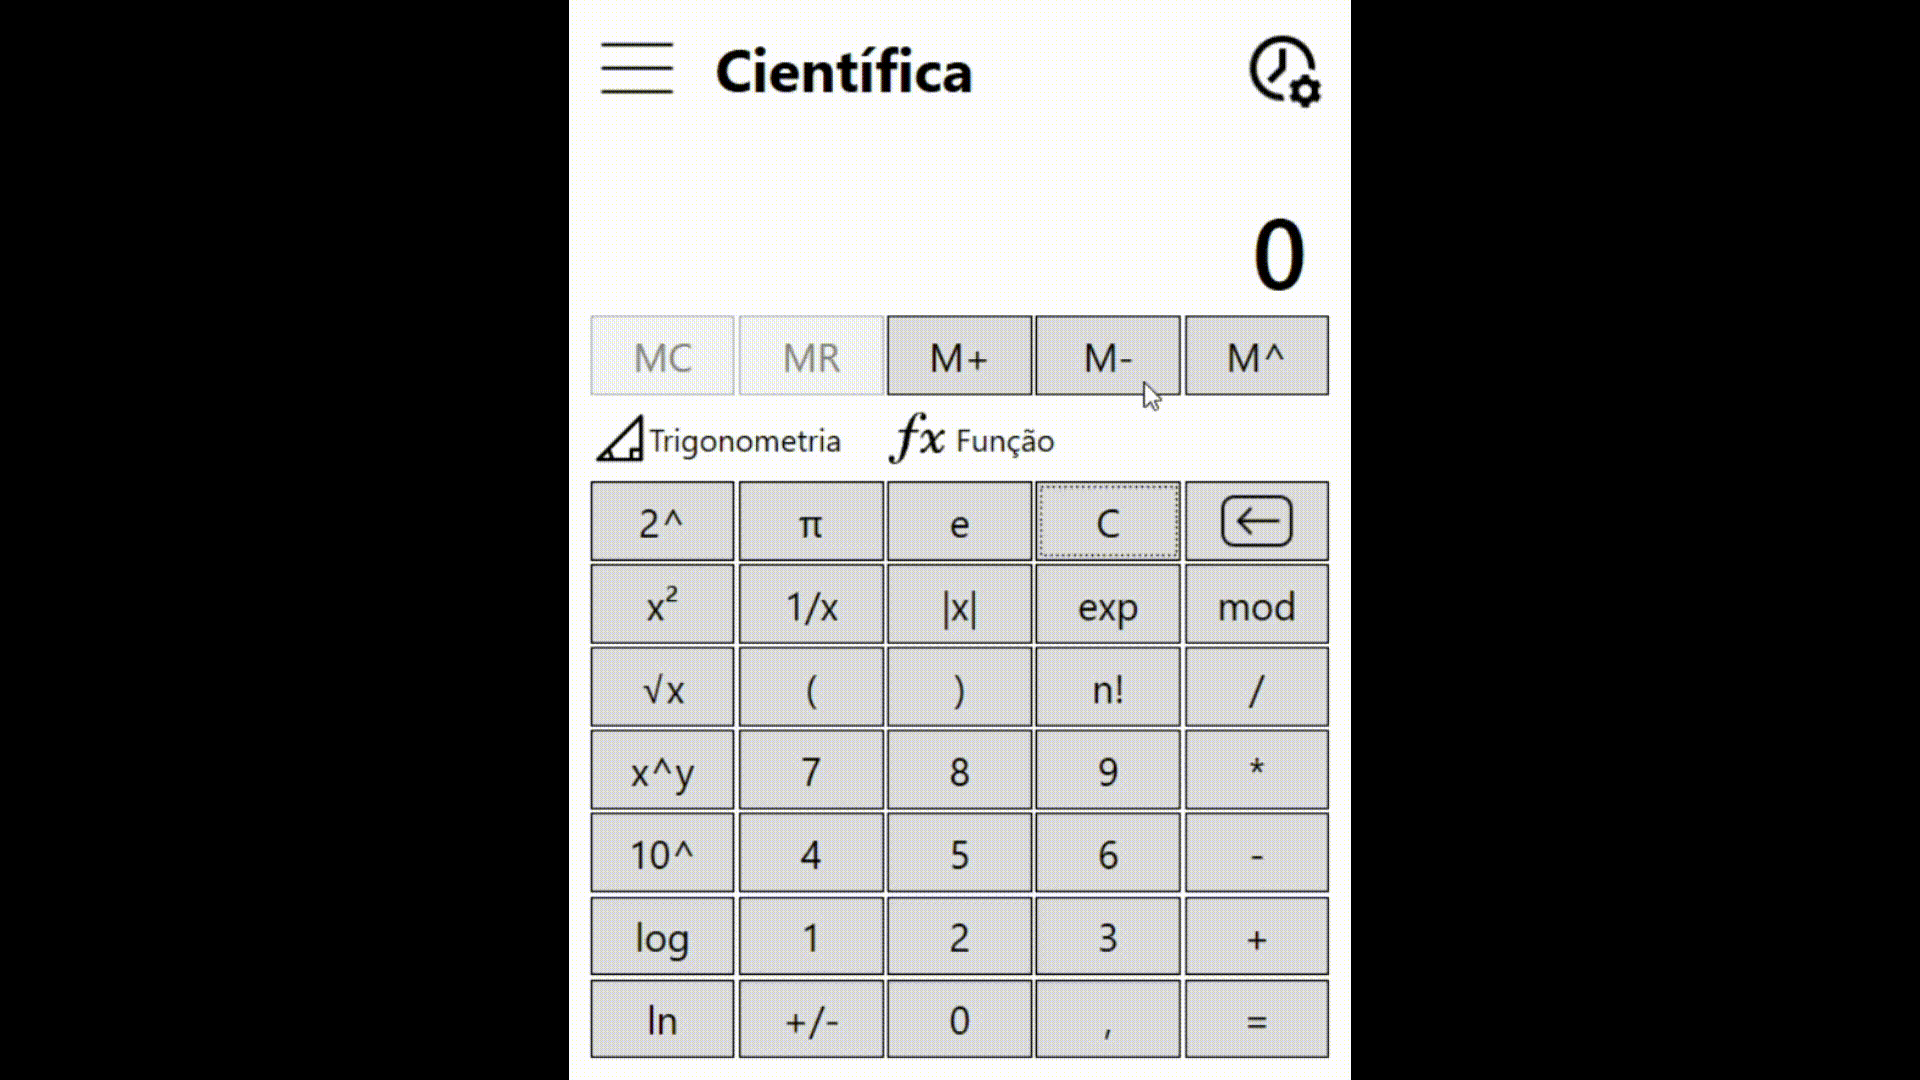 Científica
0
MC MR M+ M- M^
Trigonometria fx Função
2^ π e C
x² 1/x |x| exp mod
√x ( ) n! /
x^y 7 8 9 *
10^ 4 5 6 -
log 1 2 3 +
ln +/- 0 , =